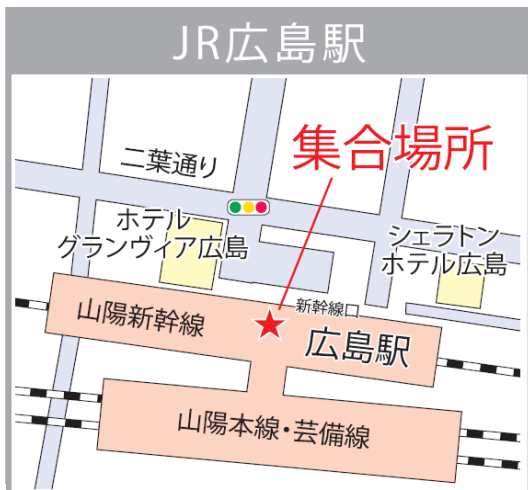 JR広島駅
集合場所
二葉通り
ホテル
グランヴィア広島
シェラトン
ホテル広島
新幹線口
山陽新幹線
広島駅
山陽本線・芸備線